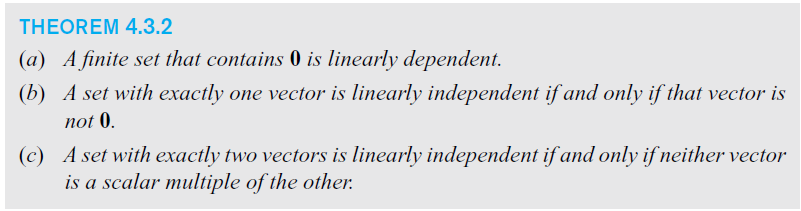 THEOREM 4.3.2
(a) A finite set that contains 0 is linearly dependent.
(b) A set with exactly one vector is linearly independent if and only if that vector is
not 0.
(c) A set with exactly two vectors is linearly independent if and only if neither vector
is a scalar multiple of the other.